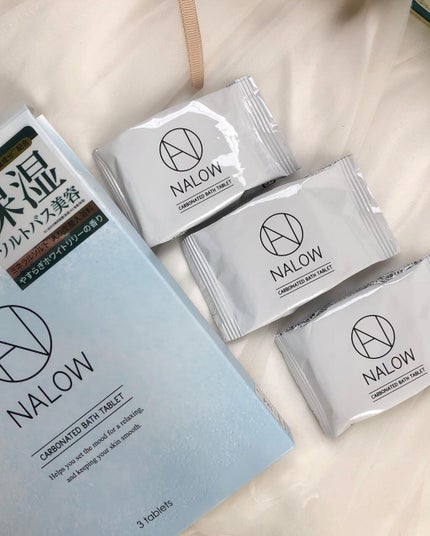 保湿
ソルトバス美容
やすらぎホワイトリリーの香り
NALOW
CARBONATED BATH TABLET
Helps you set the mood for a relaxing,
and keeping your skin smooth.
3 tablets
NALOW
CARBONATED BATH TABLET
NALOW
CARBONATED BATH TABLET
NALOW
CARBONATED BATH TABLET